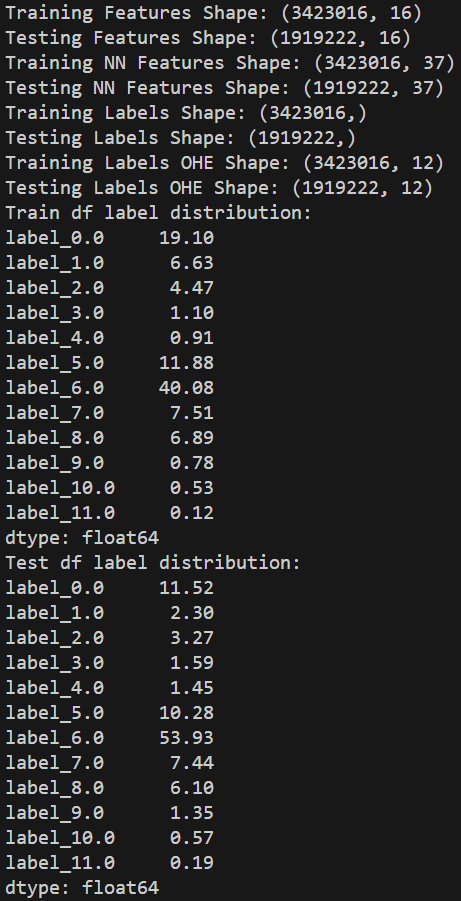 Training Features Shape: (3423016, 16)
Testing Features Shape: (1919222, 16)
Training NN Features Shape: (3423016, 37)
Testing NN Features Shape: (1919222, 37)
Training Labels Shape: (3423016,)
Testing Labels Shape: (1919222,)
Training Labels OHE Shape: (3423016, 12)
Testing Labels OHE Shape: (1919222, 12)
Train df label distribution:
label_0.0     19.10
label_1.0      6.63
label_2.0      4.47
label_3.0      1.10
label_4.0      0.91
label_5.0     11.88
label_6.0     40.08
label_7.0      7.51
label_8.0      6.89
label_9.0      0.78
label_10.0     0.53
label_11.0     0.12
dtype: float64
Test df label distribution:
label_0.0     11.52
label_1.0      2.30
label_2.0      3.27
label_3.0      1.59
label_4.0      1.45
label_5.0     10.28
label_6.0     53.93
label_7.0      7.44
label_8.0      6.10
label_9.0      1.35
label_10.0     0.57
label_11.0     0.19
dtype: float64